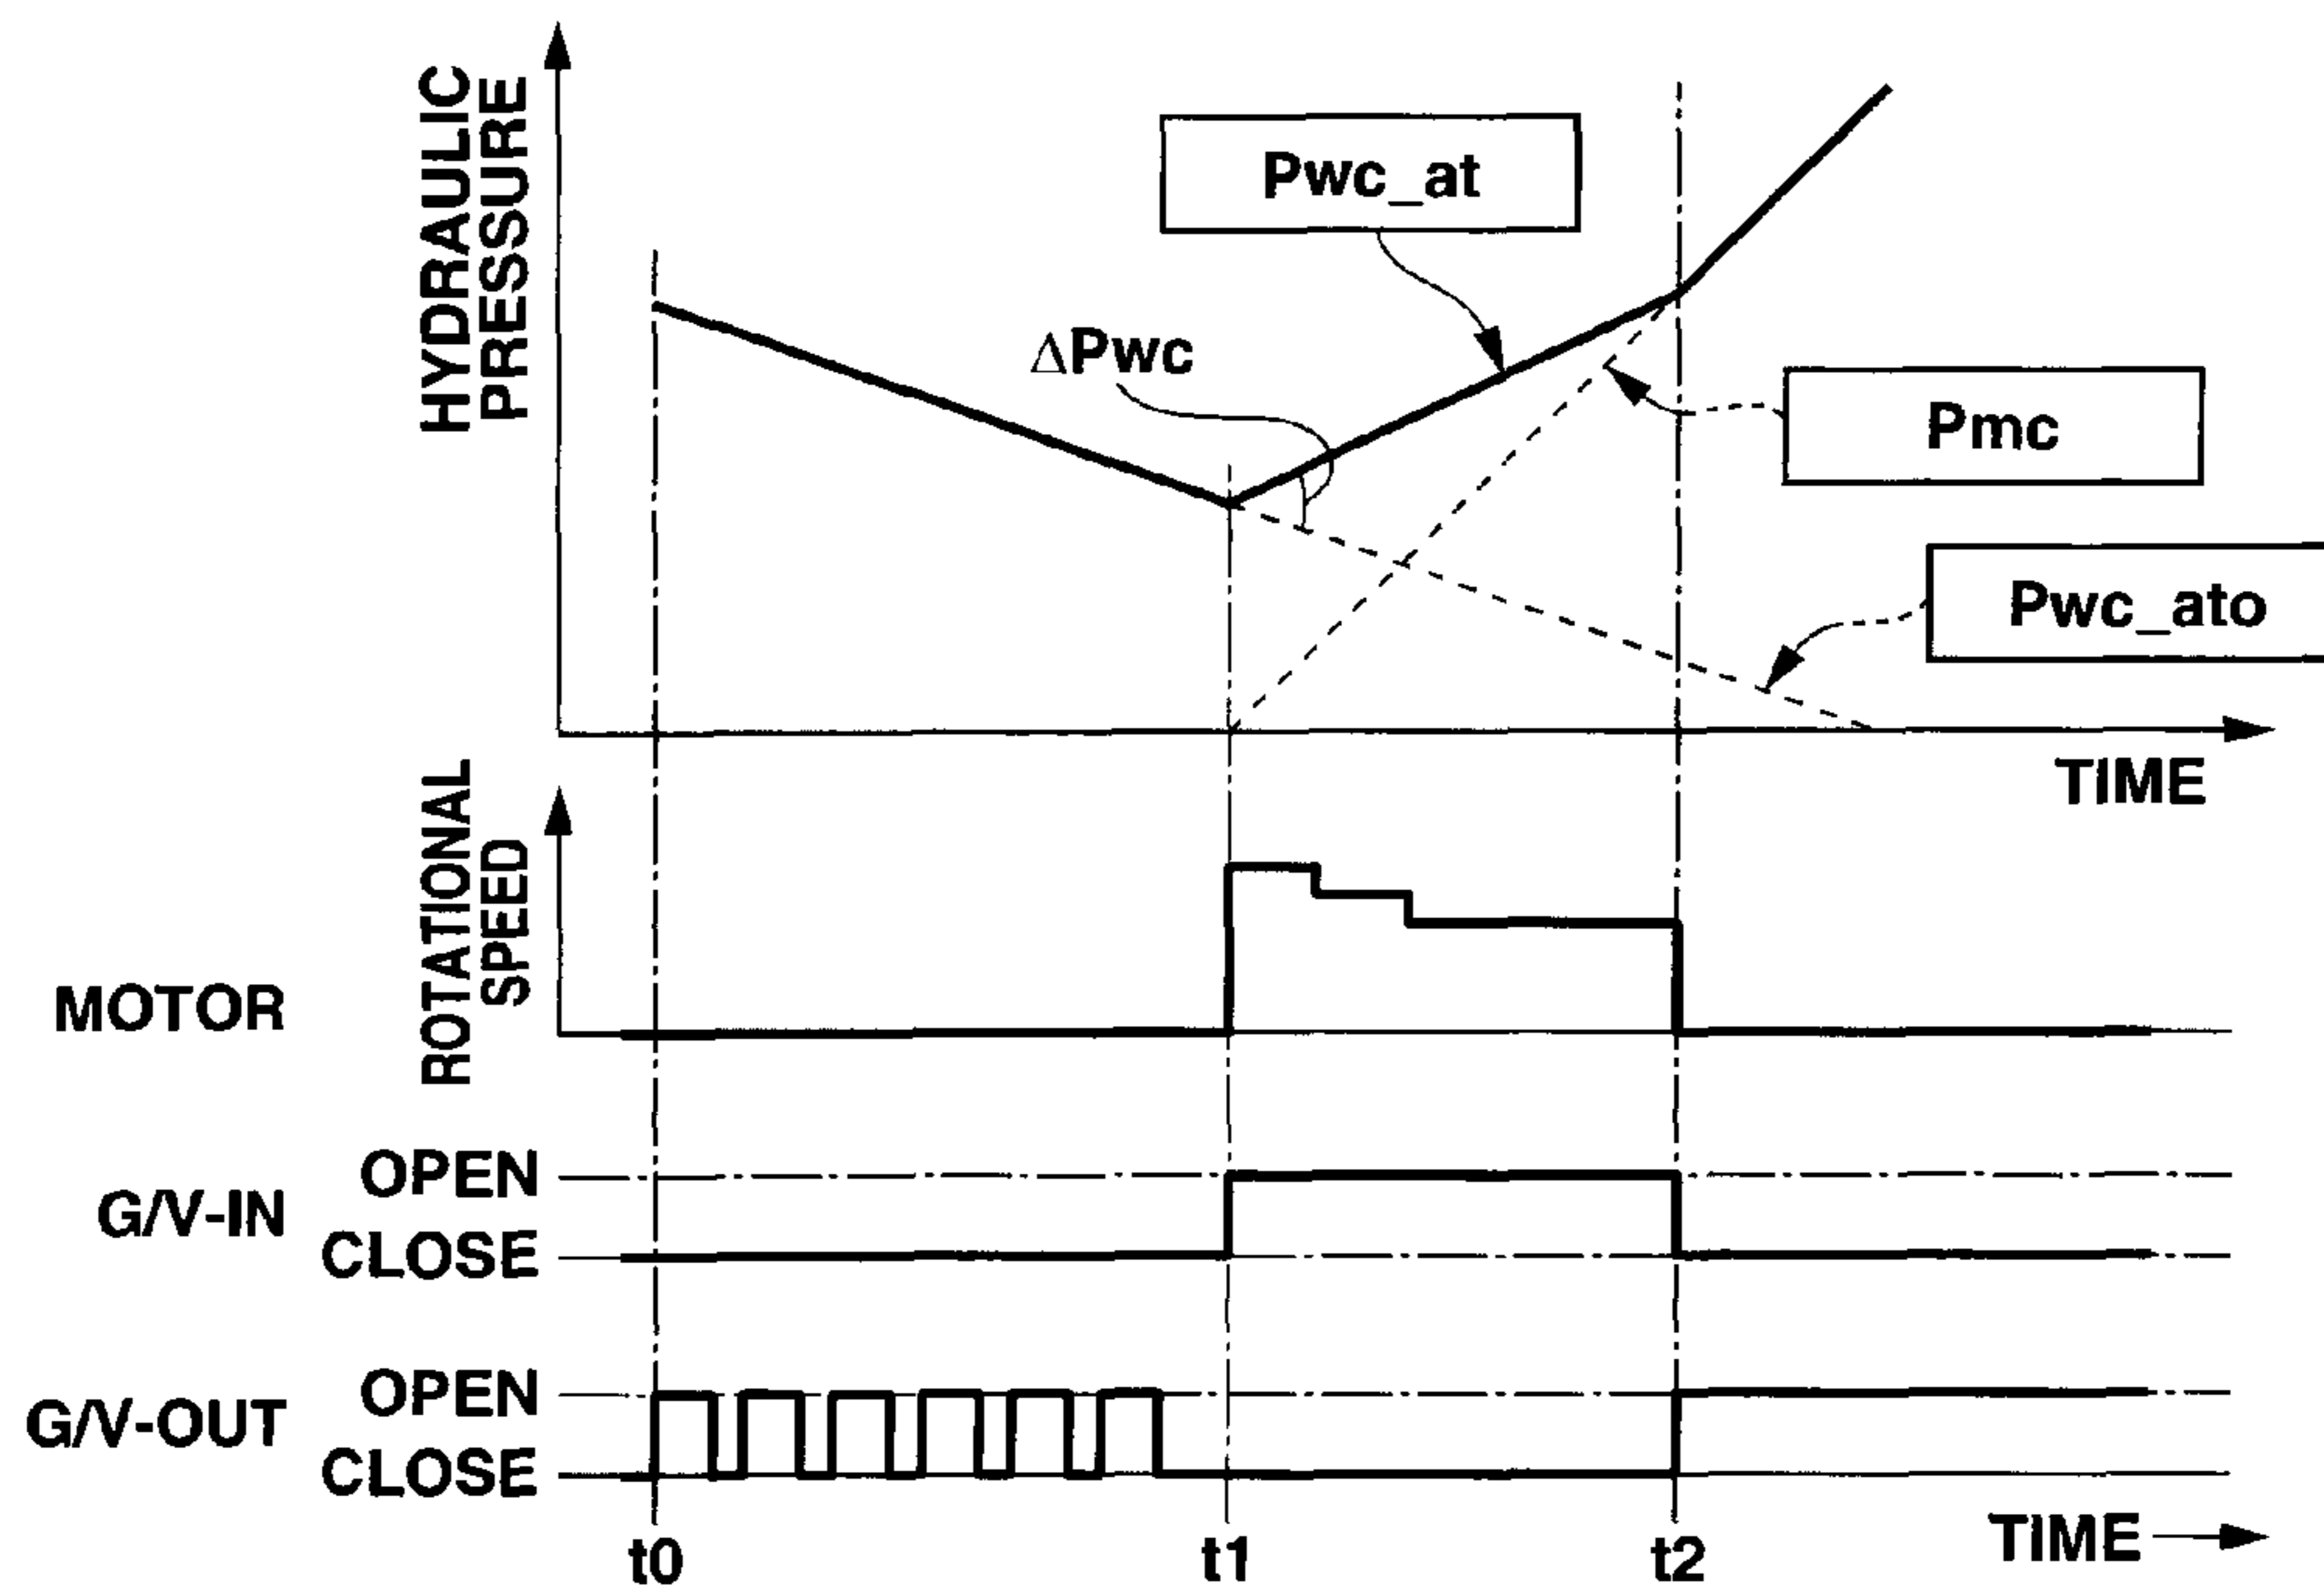 HYDRAULIC
PRESSURE
Pwc_at
ΔPwc
Pmc
Pwc_ato
TIME
ROTATIONAL
SPEED
MOTOR
OPEN
G/V-IN
CLOSE
OPEN
G/V-OUT
CLOSE
t0
t1
t2
TIME